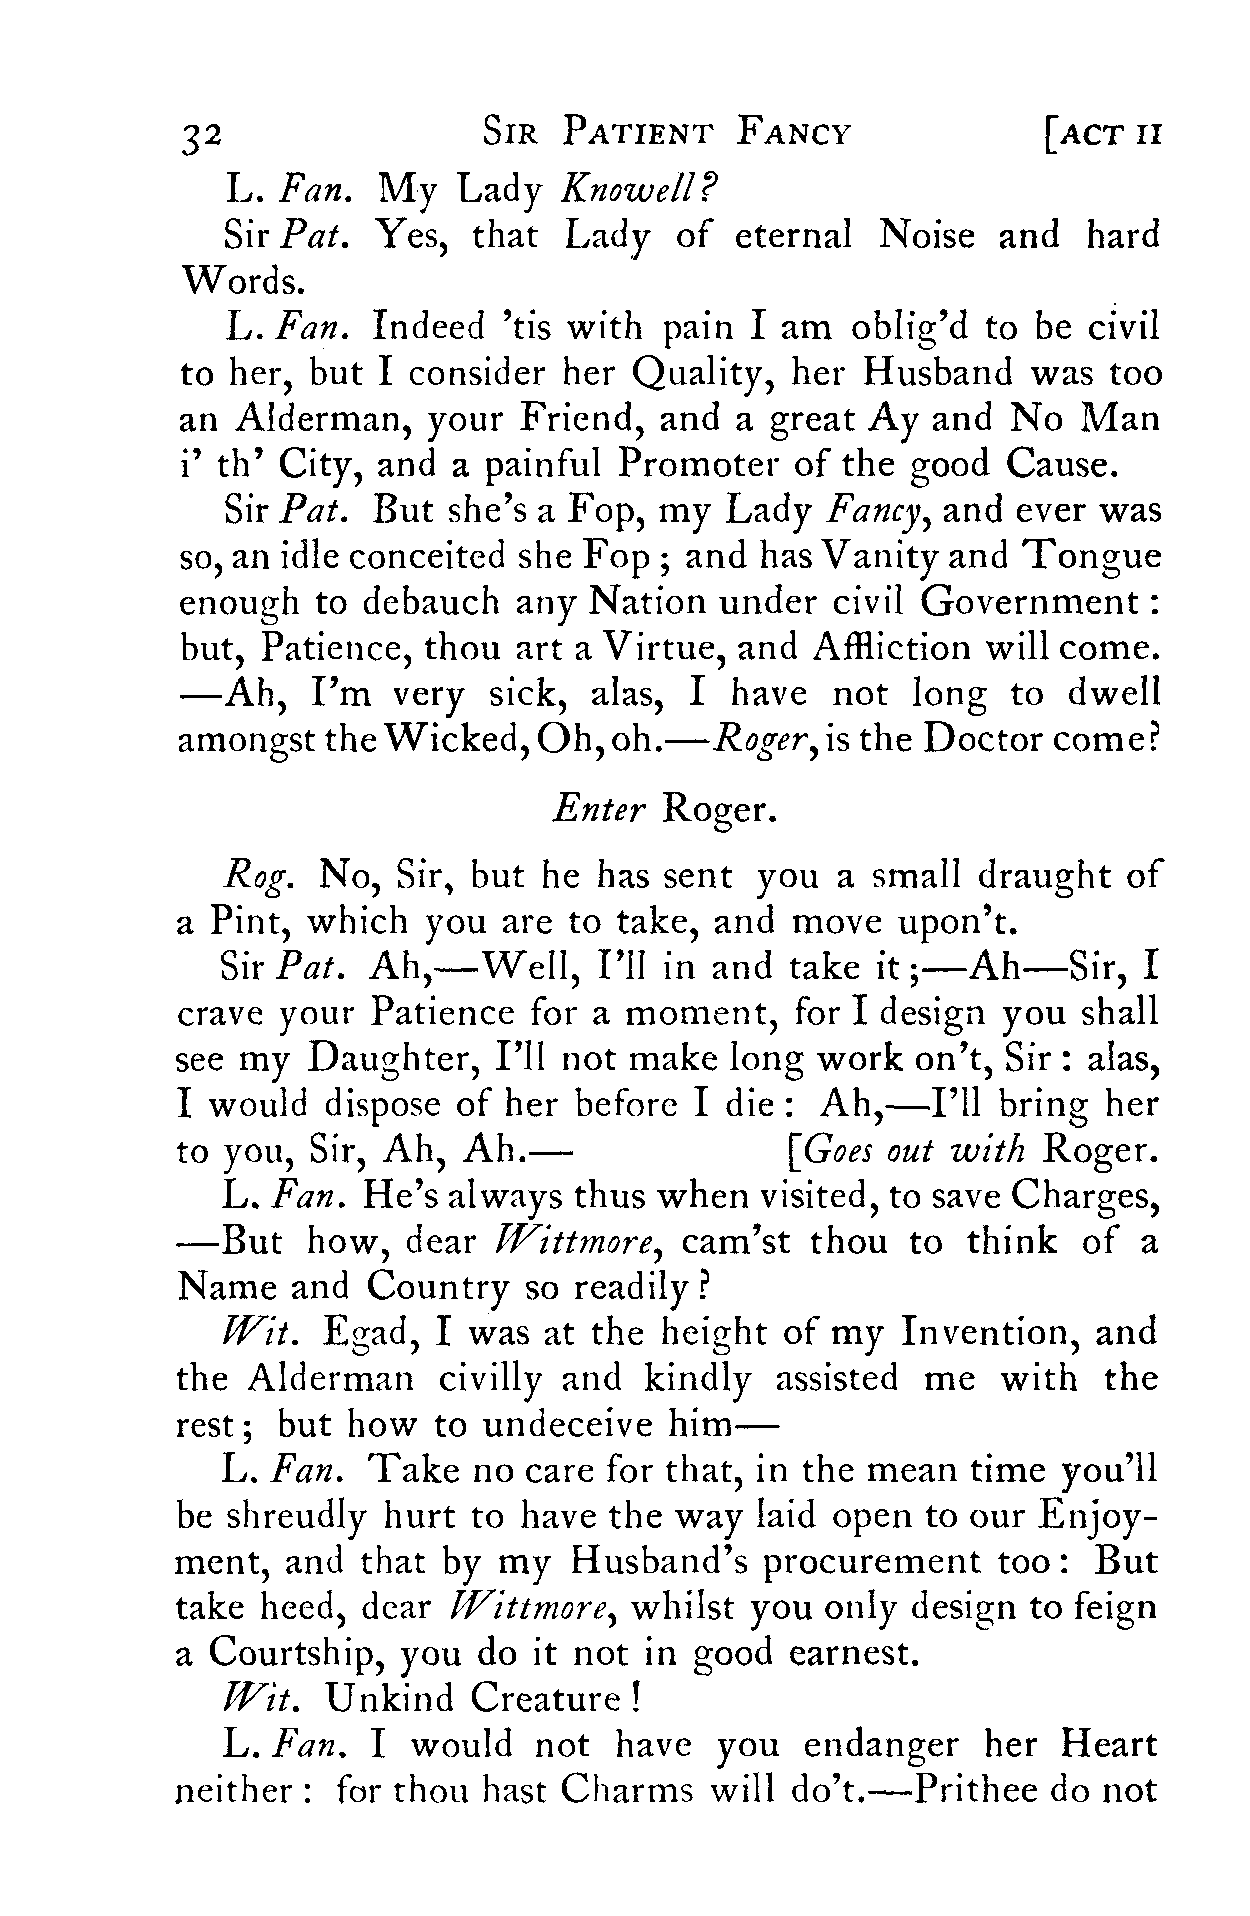 32 Sir Patient Fancy [act ii
L. Fan. My Lady Knowell?
Sir Pat. Yes, that Lady of eternal Noise and hard
Words.
L. Fan. Indeed 'tis with pain I am oblig'd to be civil
to her, but I consider her Quality, her Husband was too
an Alderman, your Friend, and a great Ay and No Man
i' th' City, and a painful Promoter of the good Cause.
Sir Pat. But she's a Fop, my Lady Fancy, and ever was
so, an idle conceited she Fop; and has Vanity and Tongue
enough to debauch any Nation under civil Government:
but, Patience, thou art a Virtue, and Affliction will come.
—Ah, I'm very sick, alas, I have not long to dwell
amongst the Wicked, Oh, oh.—Roger, is the Doctor come?
Enter Roger.
Rog. No, Sir, but he has sent you a small draught of
a Pint, which you are to take, and move upon't.
Sir Pat. Ah,—Well, I'll in and take it;—Ah—Sir, I
crave your Patience for a moment, for I design you shall
see my Daughter, I'll not make long work on't, Sir: alas,
I would dispose of her before I die: Ah,—I'll bring her
to you, Sir, Ah, Ah.— [Goes out with Roger.
L. Fan. He's always thus when visited, to save Charges,
—But how, dear Wittmore, cam'st thou to think of a
Name and Country so readily?
Wit. Egad, I was at the height of my Invention, and
the Alderman civilly and kindly assisted me with the
rest; but how to undeceive him—
L. Fan. Take no care for that, in the mean time you'll
be shreudly hurt to have the way laid open to our Enjoy-
ment, and that by my Husband's procurement too: But
take heed, dear Wittmore, whilst you only design to feign
a Courtship, you do it not in good earnest.
Wit. Unkind Creature!
L. Fan. I would not have you endanger her Heart
neither: for thou hast Charms will do't.—Prithee do not